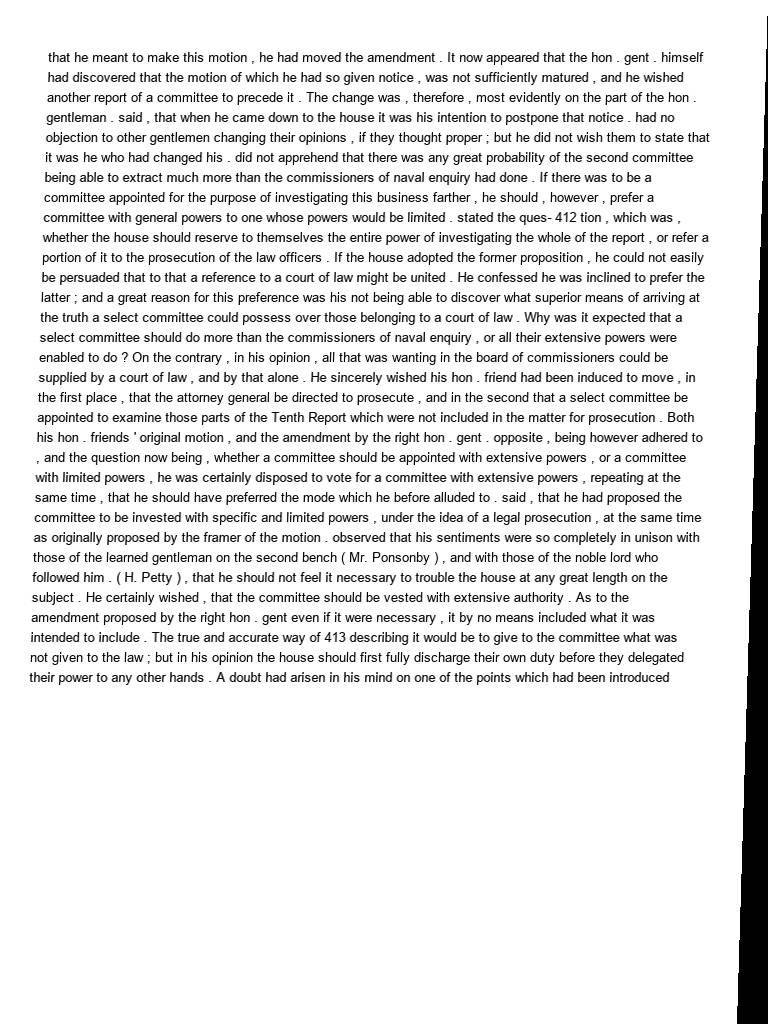 that he meant to make this motion , he had moved the amendment . It now appeared that the hon . gent . himself
had discovered that the motion of which he had so given notice , was not sufficiently matured , and he wished
another report of a committee to precede it . The change was , therefore , most evidently on the part of the hon .
gentleman . said , that when he came down to the house it was his intention to postpone that notice . had no
objection to other gentlemen changing their opinions , if they thought proper ; but he did not wish them to state that
it was he who had changed his . did not apprehend that there was any great probability of the second committee
being able to extract much more than the commissioners of naval enquiry had done . If there was to be a
committee appointed for the purpose of investigating this business farther , he should , however , prefer a
committee with general powers to one whose powers would be limited . stated the ques- 412 tion , which was ,
whether the house should reserve to themselves the entire power of investigating the whole of the report , or refer a
portion of it to the prosecution of the law officers . If the house adopted the former proposition , he could not easily
be persuaded that to that a reference to a court of law might be united . He confessed he was inclined to prefer the
latter ; and a great reason for this preference was his not being able to discover what superior means of arriving at
the truth a select committee could possess over those belonging to a court of law . Why was it expected that a
select committee should do more than the commissioners of naval enquiry , or all their extensive powers were
enabled to do ? On the contrary , in his opinion , all that was wanting in the board of commissioners could be
supplied by a court of law , and by that alone . He sincerely wished his hon . friend had been induced to move , in
the first place , that the attorney general be directed to prosecute , and in the second that a select committee be
appointed to examine those parts of the Tenth Report which were not included in the matter for prosecution . Both
his hon . friends ' original motion , and the amendment by the right hon . gent . opposite , being however adhered to
, and the question now being , whether a committee should be appointed with extensive powers , or a committee
with limited powers , he was certainly disposed to vote for a committee with extensive powers , repeating at the
same time , that he should have preferred the mode which he before alluded to . said , that he had proposed the
committee to be invested with specific and limited powers , under the idea of a legal prosecution , at the same time
as originally proposed by the framer of the motion . observed that his sentiments were so completely in unison with
those of the learned gentleman on the second bench ( Mr. Ponsonby ) , and with those of the noble lord who
followed him . ( H. Petty ) , that he should not feel it necessary to trouble the house at any great length on the
subject . He certainly wished , that the committee should be vested with extensive authority . As to the
amendment proposed by the right hon . gent even if it were necessary , it by no means included what it was
intended to include . The true and accurate way of 413 describing it would be to give to the committee what was
not given to the law ; but in his opinion the house should first fully discharge their own duty before they delegated
their power to any other hands . A doubt had arisen in his mind on one of the points which had been introduced